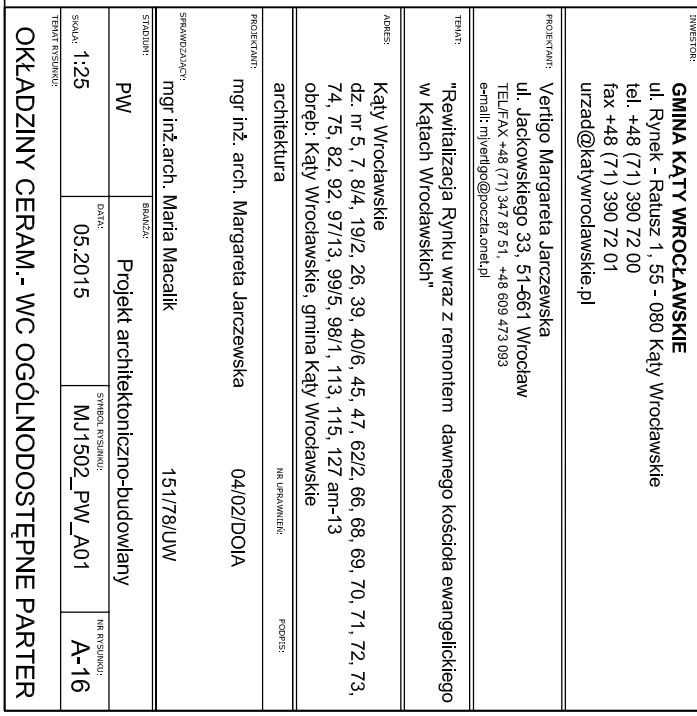 INWESTOR:
GMINA KĄTY WROCŁAWSKIE
ul. Rynek - Ratusz 1, 55 - 080 Kąty Wrocławskie
tel. +48 (71) 390 72 00
fax +48 (71) 390 72 01
urzad@katywroclawskie.pl
PROJEKTANT:
Vertigo Margareta Jarczewska
ul. Jackowskiego 33, 51-661 Wrocław
TEL/FAX +48 (71) 347 87 51, +48 609 473 093
e-mail: mjvertigo@poczta.onet.pl
TEMAT:
"Rewitalizacja Rynku wraz z remontem dawnego kościoła ewangelickiego
w Kątach Wrocławskich"
ADRES:
Kąty Wrocławskie
dz. nr 5, 7, 8/4, 19/2, 26, 39, 40/6, 45, 47, 62/2, 66, 68, 69, 70, 71, 72, 73,
74, 75, 82, 92, 97/13, 99/5, 98/1, 113, 115, 127 am-13
obręb: Kąty Wrocławskie, gmina Kąty Wrocławskie
architektura NR UPRAWNIEŃ: PODPIS:
PROJEKTANT:
mgr inż. arch. Margareta Jarczewska 04/02/DOIA
SPRAWDZAJĄCY:
mgr inż.arch. Maria Macalik 151/78/UW
STADIUM: BRANŻA:
PW Projekt architektoniczno-budowlany
SKALA: DATA: SYMBOL RYSUNKU: NR RYSUNKU:
1:25 05.2015 MJ1502_PW_A01 A-16
TEMAT RYSUNKU:
OKŁADZINY CERAM.- WC OGÓLNODOSTĘPNE PARTER